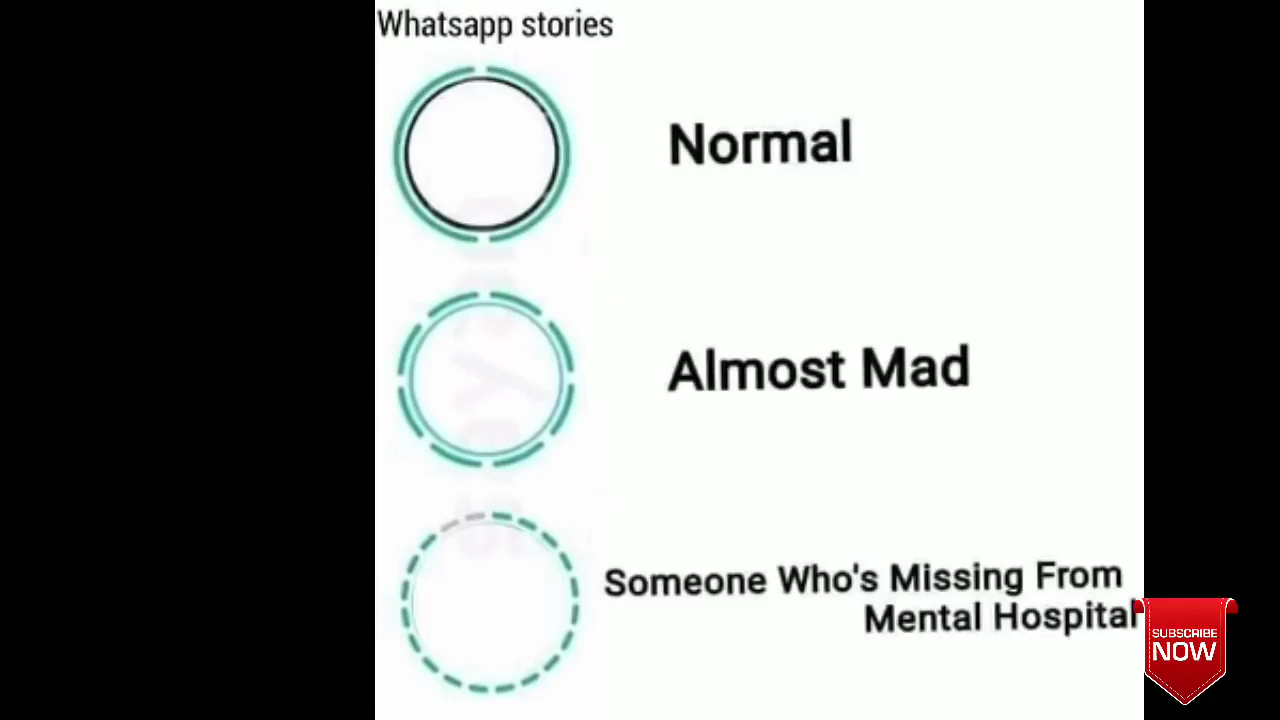 Whatsapp stories
Normal
Almost Mad
Someone Who's Missing From
Mental Hospital
SUBSCRIBE
NOW